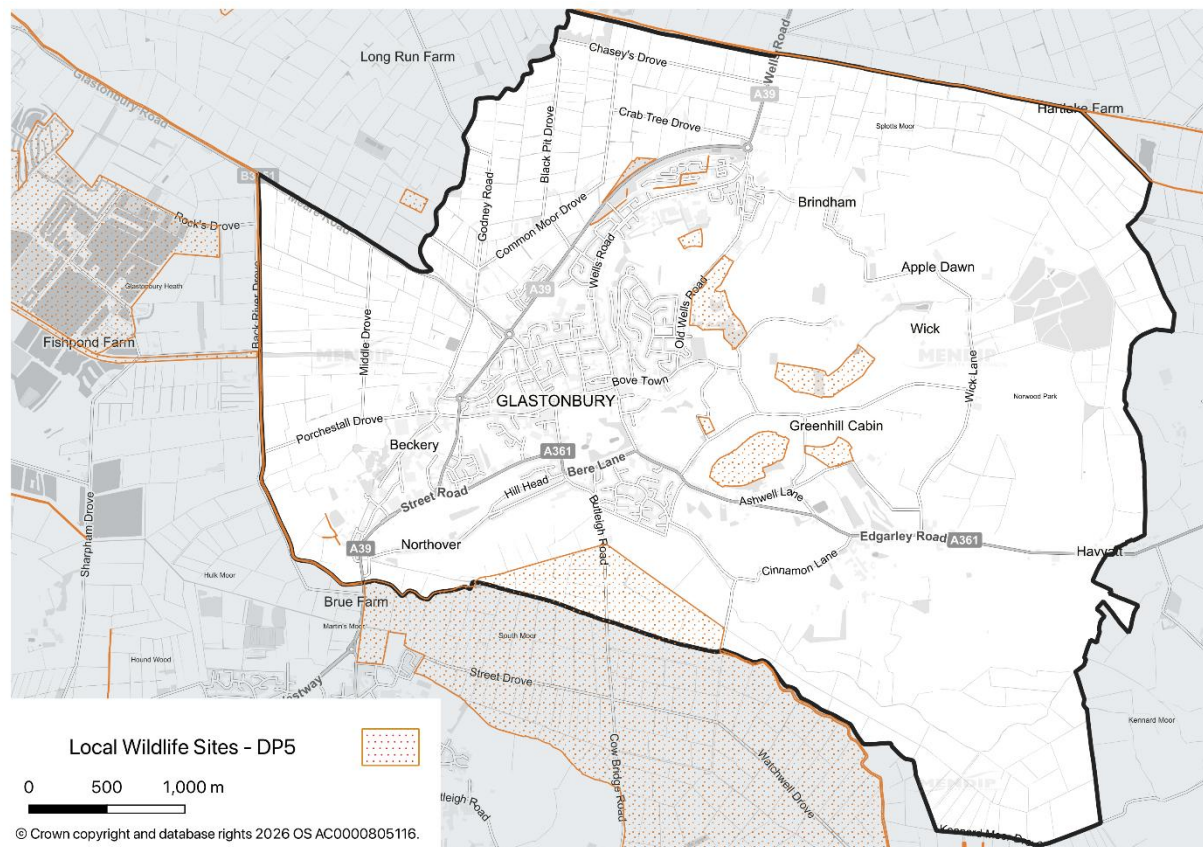 Long Run Farm
Glastonbury Road
Chasey's Drove
Wells Road
A39
Hartlake Farm
Crab Tree Drove
Splotts Moor
Black Pit Drove
Godney Road
Common Moor Drove
Meare Road
Rock's Drove
Brindham
Wells Road
Apple Dawn
Glastonbury Heath
Back River Drove
A39
Old Wells Road
Fishpond Farm
Middle Drove
MENDIP
MENDIP
Wick
Bove Town
Wick Lane
Norwood Park
GLASTONBURY
Porchestall Drove
Beckery
Greenhill Cabin
A361
Bere Lane
Street Road
Hill Head
Ashwell Lane
Butleigh Road
Edgarley Road
A361
Havyatt
A39
Northover
Cinnamon Lane
Sharpham Drove
Hulk Moor
Brue Farm
Martin's Moor
South Moor
Hound Wood
Street Drove
Westway
Kennard Moor
Cow Bridge Road
Watchwell Drove
MENDIP
Local Wildlife Sites - DP5
0 500 1,000 m
© Crown copyright and database rights 2026 OS AC0000805116.